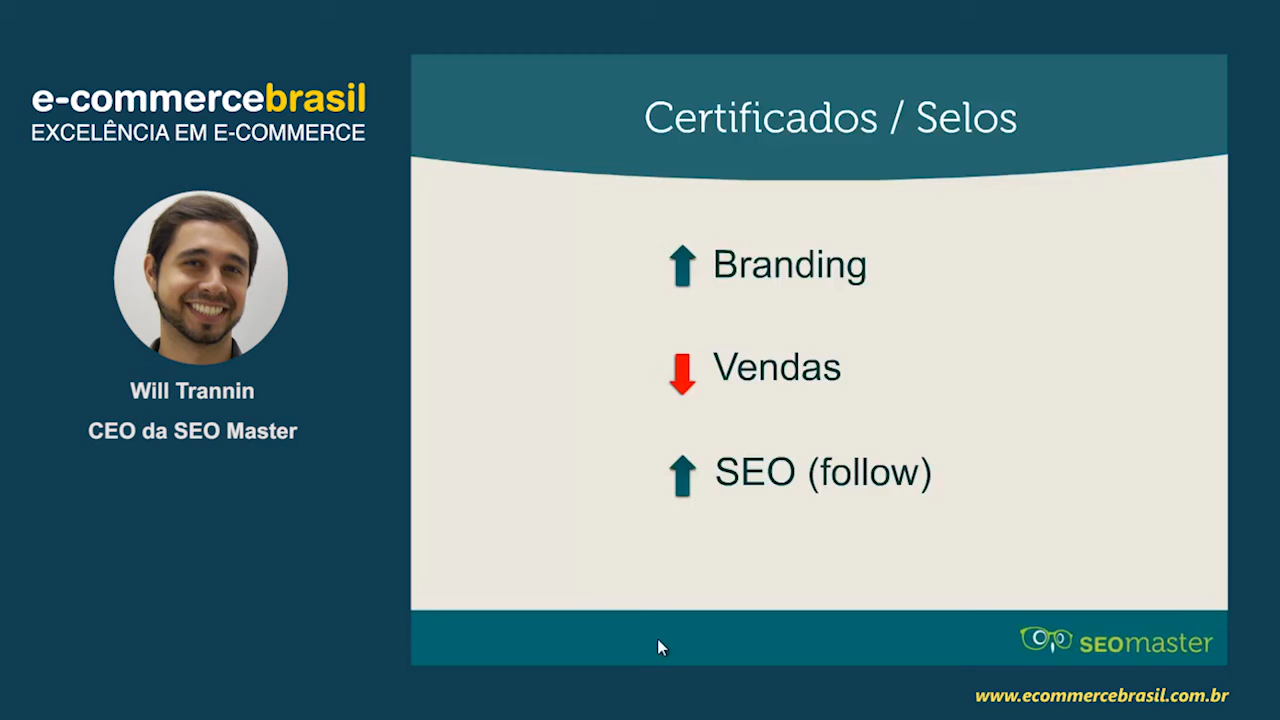 e-commercebrasil
EXCELÊNCIA EM E-COMMERCE
Will Trannin
CEO da SEO Master
Certificados / Selos
Branding
Vendas
SEO (follow)
SEOmaster
www.ecommercebrasil.com.br